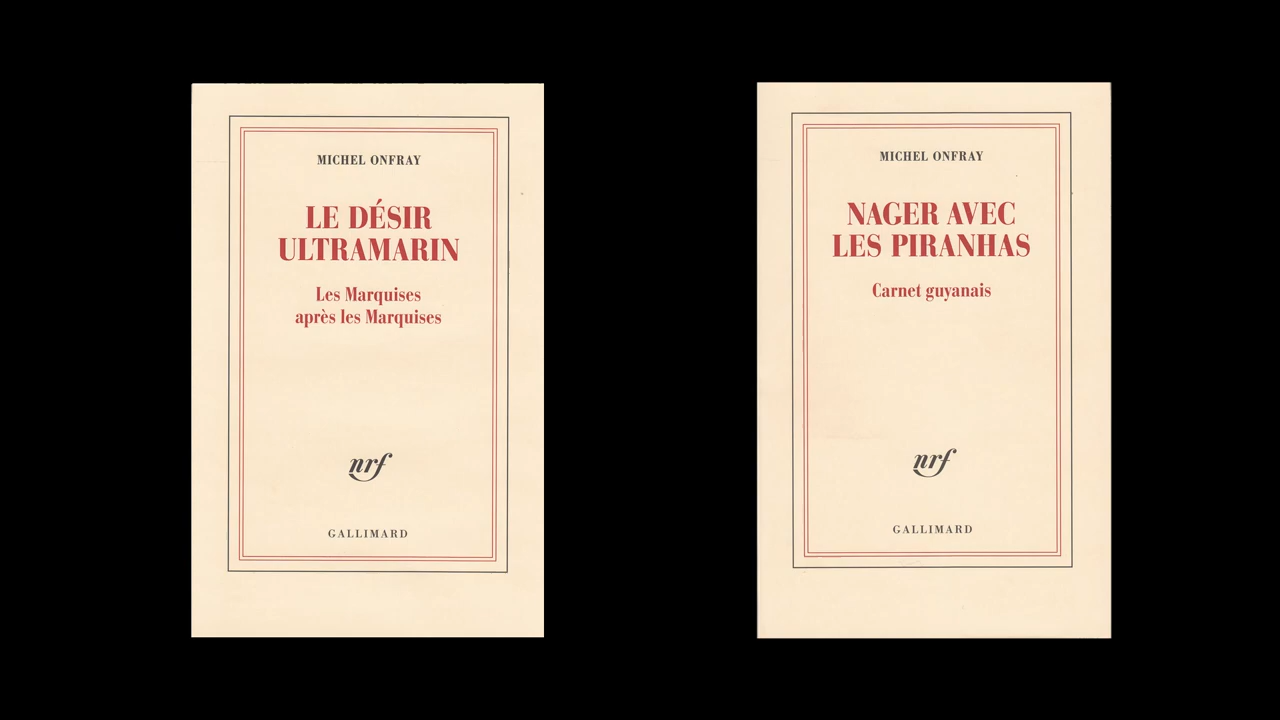 MICHEL ONFRAY
LE DÉSIR
ULTRAMARIN
Les Marquises
après les Marquises
nrf
GALLIMARD
MICHEL ONFRAY
NAGER AVEC
LES PIRANHAS
Carnet guyanais
nrf
GALLIMARD